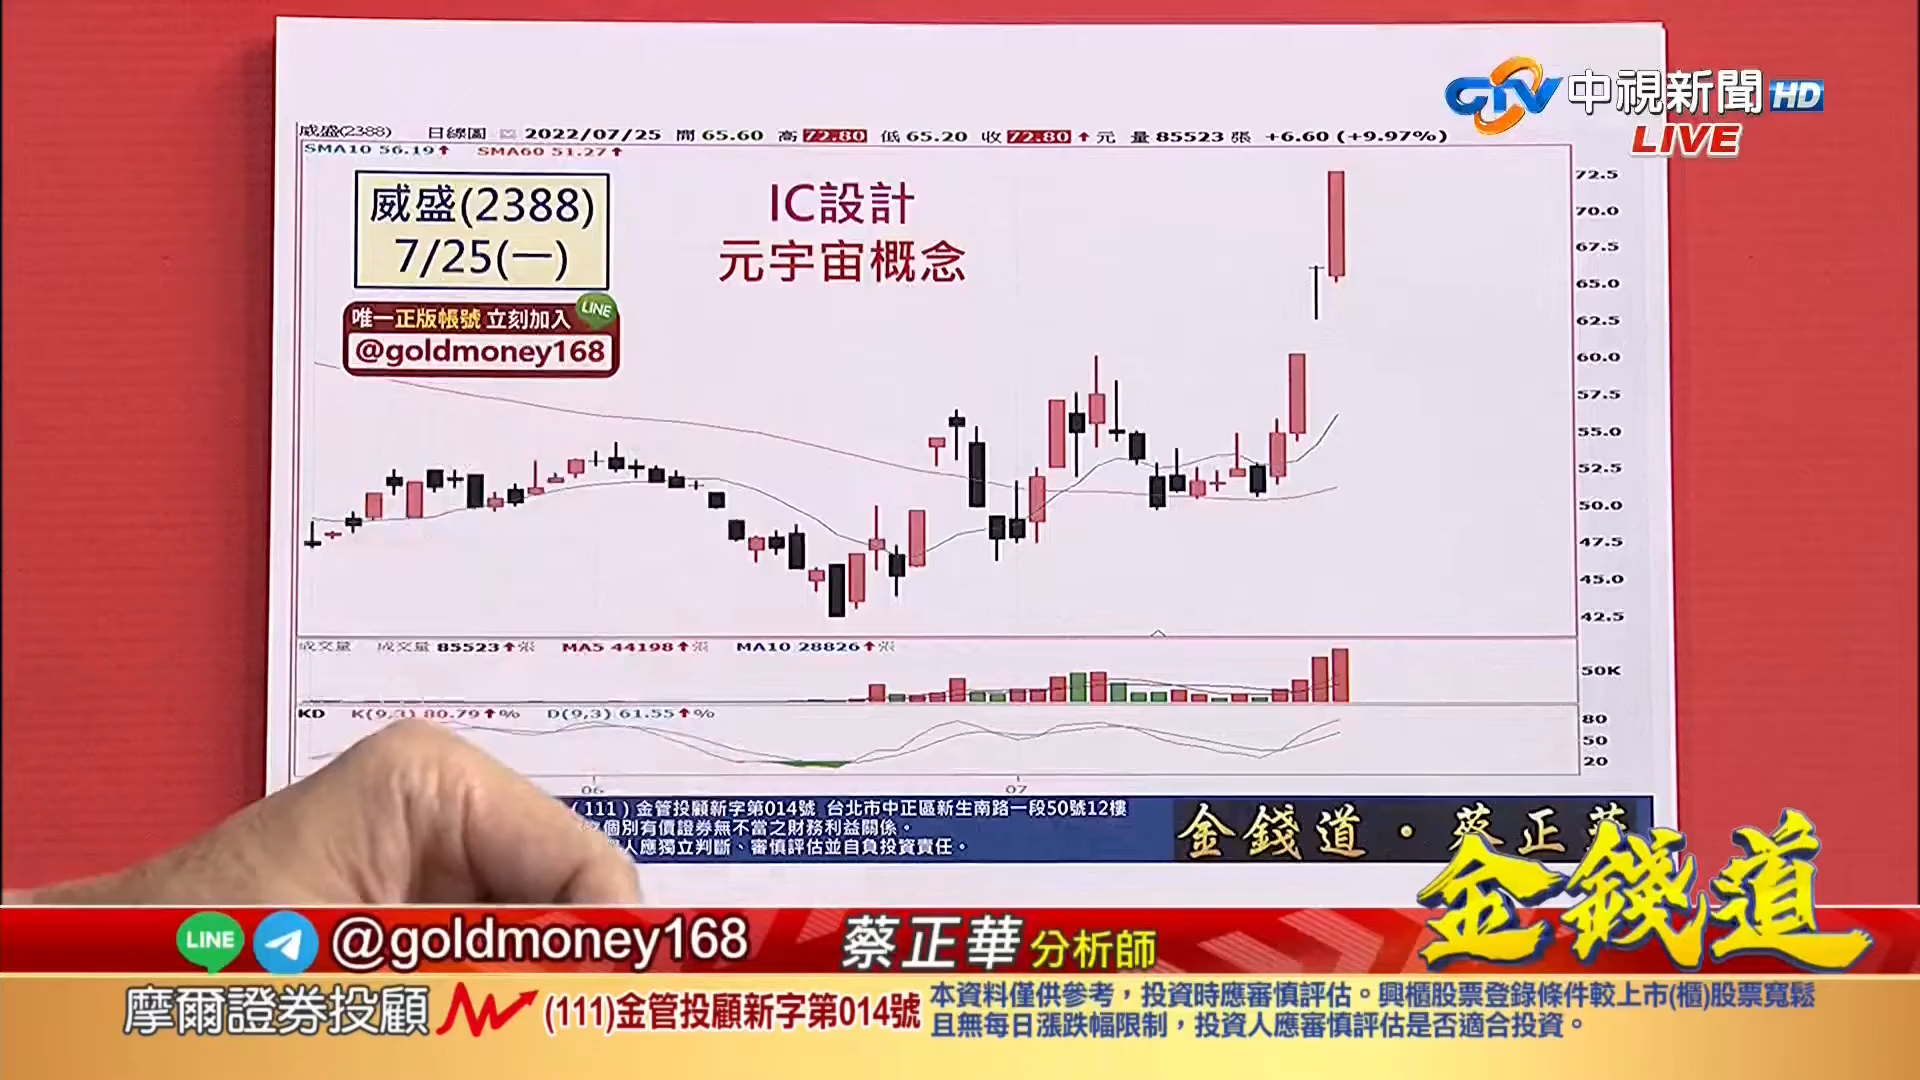 CTV 中視新聞 HD
LIVE
威盛(2388) 日線圖 2022/07/25 開 65.60 高 72.80 低 65.20 收 72.80 ↑ 元 量 85523 張 +6.60 (+9.97%)
SMA10 56.19↑ SMA60 51.27↑
威盛(2388)
7/25(一)
IC設計
元宇宙概念
唯一正版帳號 立刻加入 LINE
@goldmoney168
72.5
70.0
67.5
65.0
62.5
60.0
57.5
55.0
52.5
50.0
47.5
45.0
42.5
成交量 成交量 85523↑張 MA5 44198↑張 MA10 28826↑張
50K
KD K(9,3) 80.79↑% D(9,3) 61.55↑%
80
50
20
06 07
(111)金管投顧新字第014號 台北市中正區新生南路一段50號12樓
個別有價證券無不當之財務利益關係。
人應獨立判斷、審慎評估並自負投資責任。
金錢道・蔡正華
金錢道
LINE @goldmoney168 蔡正華 分析師
摩爾證券投顧 (111)金管投顧新字第014號
本資料僅供參考，投資時應審慎評估。興櫃股票登錄條件較上市(櫃)股票寬鬆
且無每日漲跌幅限制，投資人應審慎評估是否適合投資。